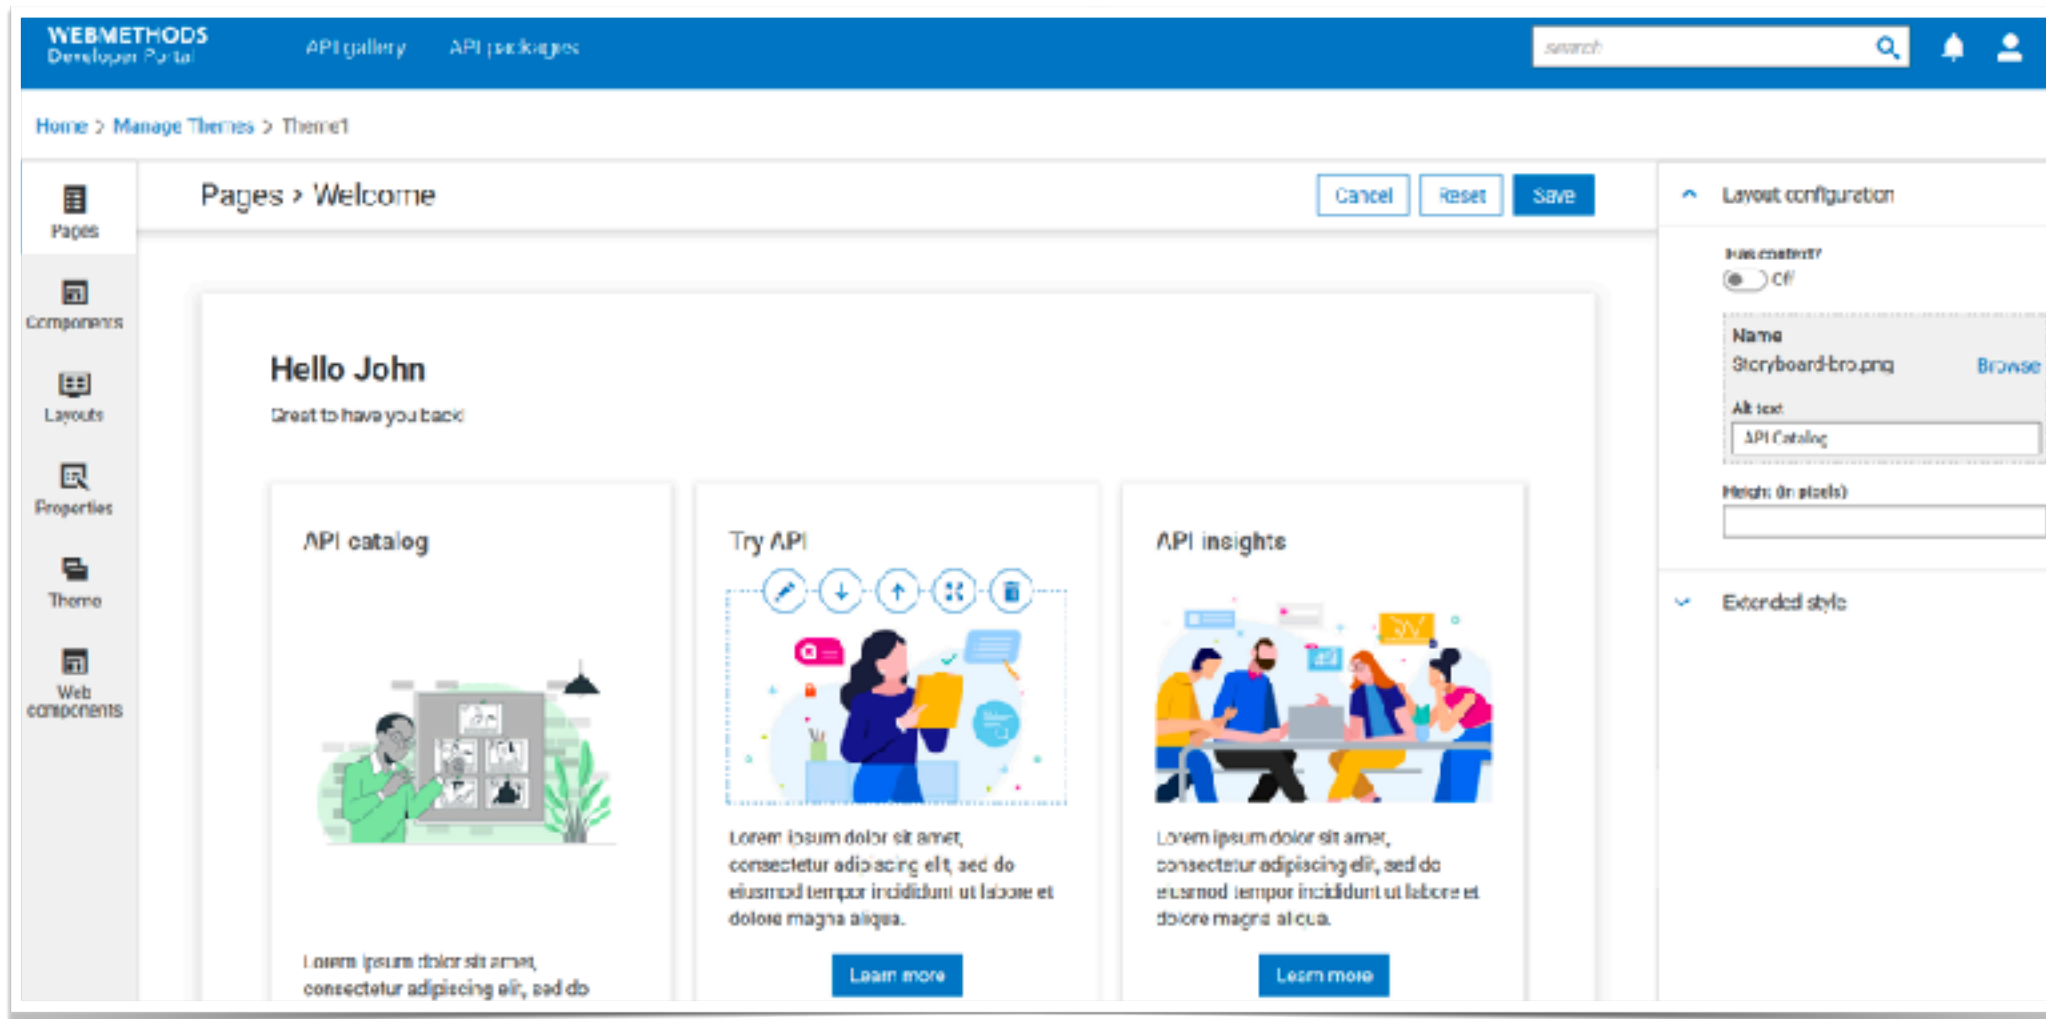 WEBMETHODS
Developer Portal
API gallery
API packages
search
Home > Manage Themes > Theme1
Pages
Components
Layouts
Properties
Theme
Web
components
Pages > Welcome
Cancel
Reset
Save
Hello John
Great to have you back!
API catalog
Lorem ipsum dolor sit amet,
consectetur adipiscing elit, sed do
Try API
Lorem ipsum dolor sit amet,
consectetur adipiscing elit, sed do
eiusmod tempor incididunt ut labore et
dolore magna aliqua.
Learn more
API insights
Lorem ipsum dolor sit amet,
consectetur adipiscing elit, sed do
eiusmod tempor incididunt ut labore et
dolore magna aliqua.
Learn more
Layout configuration
Has context?
Off
Name
Storyboard-bro.png
Browse
Alt text
API Catalog
Height (in pixels)
Extended style